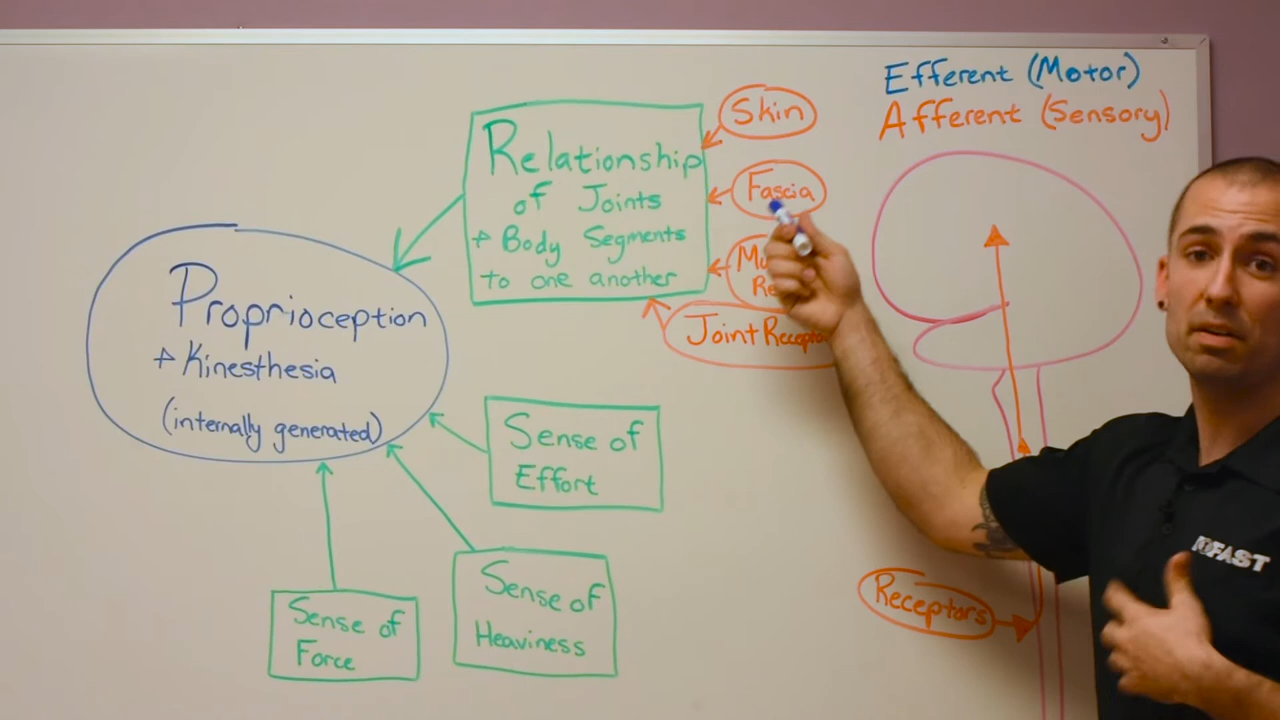 Efferent (Motor)
Afferent (Sensory)
Skin
Relationship
of Joints
+ Body Segments
to one another
Fascia
Joint
Proprioception
+ Kinesthesia
(internally generated)
Sense of
Effort
Sense of
Heaviness
Sense of
Force
Receptors